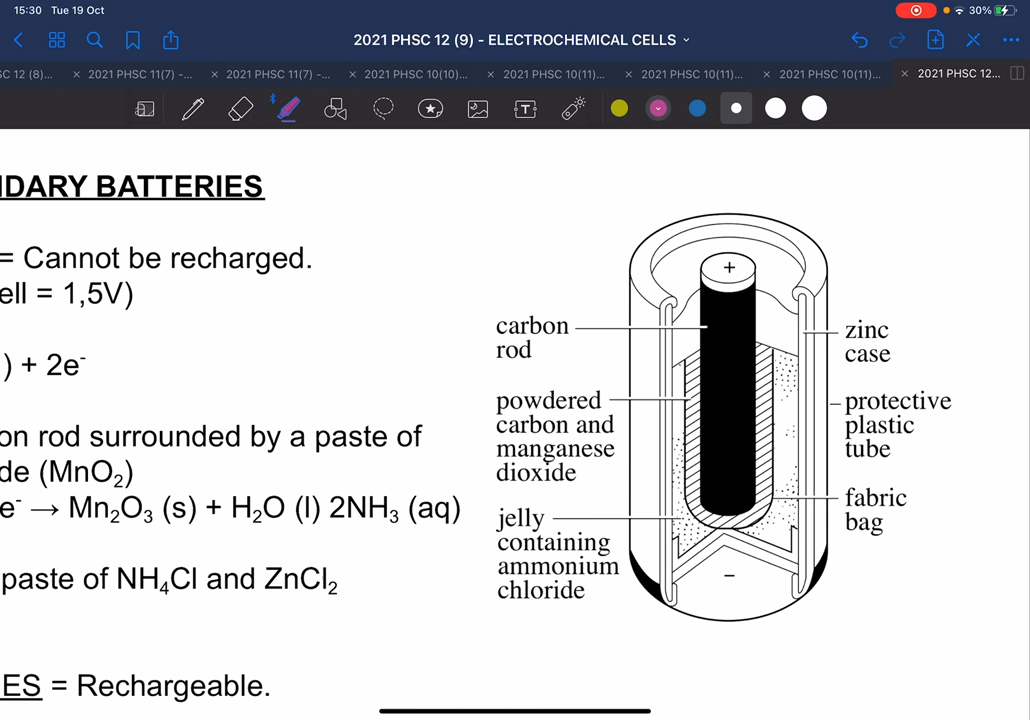 15:30 Tue 19 Oct
30%
2021 PHSC 12 (9) - ELECTROCHEMICAL CELLS
SC 12 (8)...
2021 PHSC 11(7) -...
2021 PHSC 11(7) -...
2021 PHSC 10(10)...
2021 PHSC 10(11)...
2021 PHSC 10(11)...
2021 PHSC 10(11)...
2021 PHSC 12...
NDARY BATTERIES
= Cannot be recharged.
ell = 1,5V)
) + 2e⁻
on rod surrounded by a paste of
de (MnO₂)
e⁻ → Mn₂O₃ (s) + H₂O (l) 2NH₃ (aq)
paste of NH₄Cl and ZnCl₂
ES = Rechargeable.
+
carbon
rod
powdered
carbon and
manganese
dioxide
jelly
containing
ammonium
chloride
zinc
case
protective
plastic
tube
fabric
bag
−